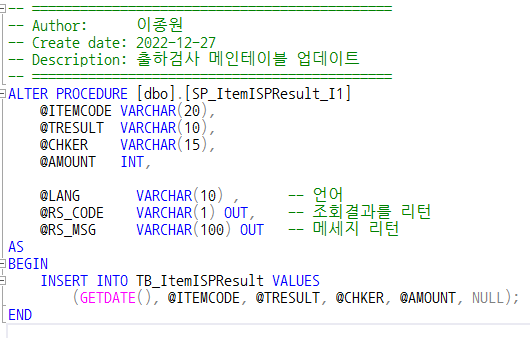 -- =============================================
-- Author:      이종원
-- Create date: 2022-12-27
-- Description: 출하검사 메인테이블 업데이트
-- =============================================
ALTER PROCEDURE [dbo].[SP_ItemISPResult_I1]
    @ITEMCODE VARCHAR(20),
    @TRESULT  VARCHAR(10),
    @CHKER    VARCHAR(15),
    @AMOUNT   INT,
    @LANG       VARCHAR(10) ,      -- 언어
    @RS_CODE    VARCHAR(1) OUT,    -- 조회결과를 리턴
    @RS_MSG     VARCHAR(100) OUT   -- 메세지 리턴
AS
BEGIN
    INSERT INTO TB_ItemISPResult VALUES
        (GETDATE(), @ITEMCODE, @TRESULT, @CHKER, @AMOUNT, NULL);
END